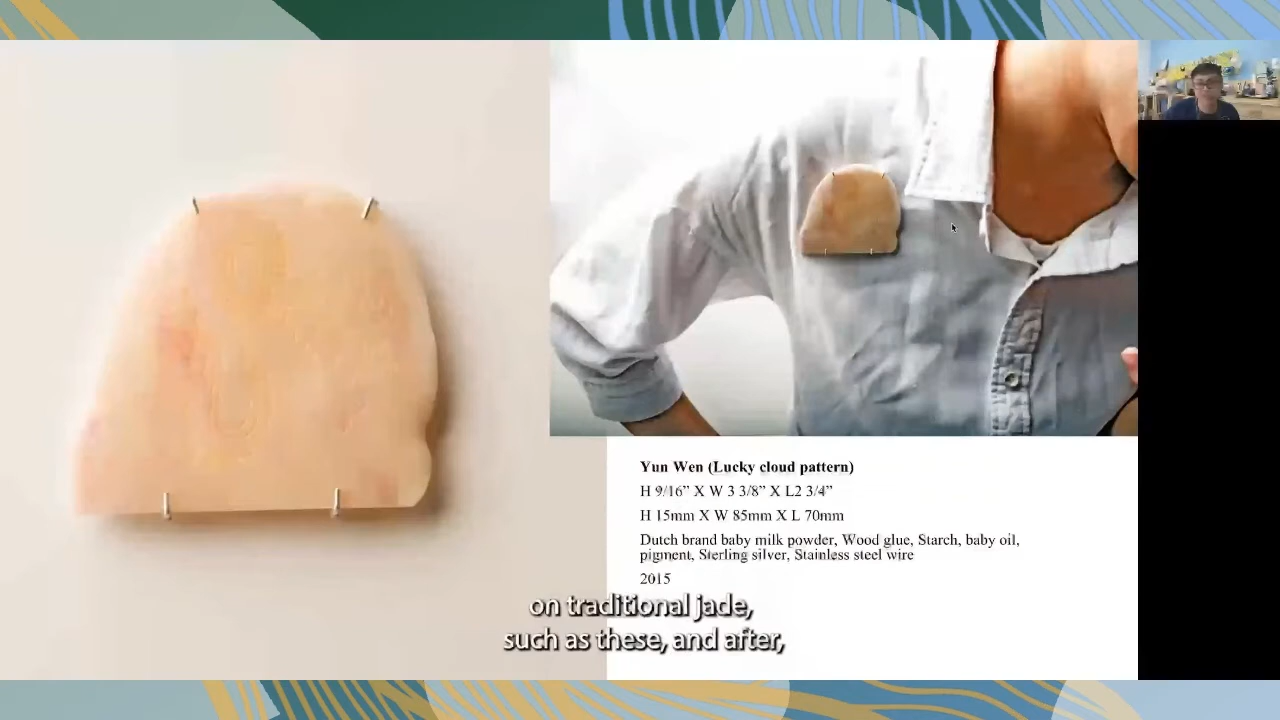 Yun Wen (Lucky cloud pattern)
H 9/16” X W 3 3/8” X L2 3/4”
H 15mm X W 85mm X L 70mm
Dutch brand baby milk powder, Wood glue, Starch, baby oil,
pigment, Sterling silver, Stainless steel wire
2015
on traditional jade,
such as these, and after,